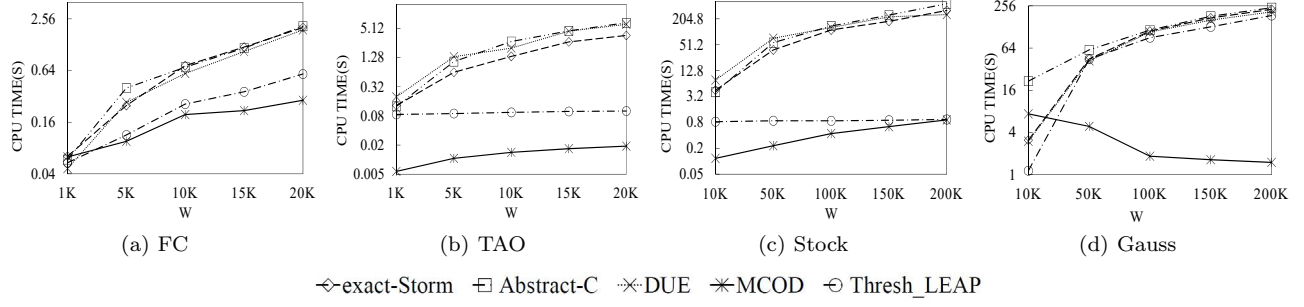 CPU TIME(S)
2.56
0.64
0.16
0.04
1K 5K 10K 15K 20K
W
(a) FC
CPU TIME(S)
5.12
1.28
0.32
0.08
0.02
0.005
1K 5K 10K 15K 20K
W
(b) TAO
CPU TIME(S)
204.8
51.2
12.8
3.2
0.8
0.2
0.05
10K 50K 100K 150K 200K
W
(c) Stock
CPU TIME(S)
256
64
16
4
1
10K 50K 100K 150K 200K
W
(d) Gauss
exact-Storm Abstract-C DUE MCOD Thresh_LEAP